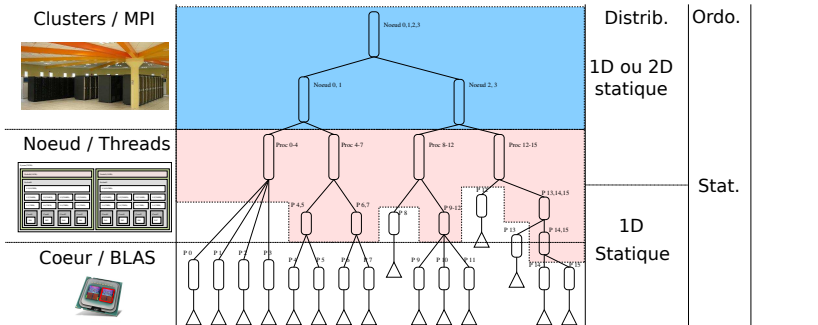 Clusters / MPI
Distrib.
Ordo.
Noeud 0,1,2,3
1D ou 2D
statique
Noeud 0, 1
Noeud 2, 3
Noeud / Threads
Proc 0-4
Proc 4-7
Proc 8-12
Proc 12-15
Stat.
P 12
P 13,14,15
P 4,5
P 6,7
P 8
P 9-12
1D
Statique
P 13
P 14,15
Coeur / BLAS
P 0
P 1
P 2
P 3
P 4
P 5
P 6
P 7
P 9
P 10
P 11
P 14
P 15